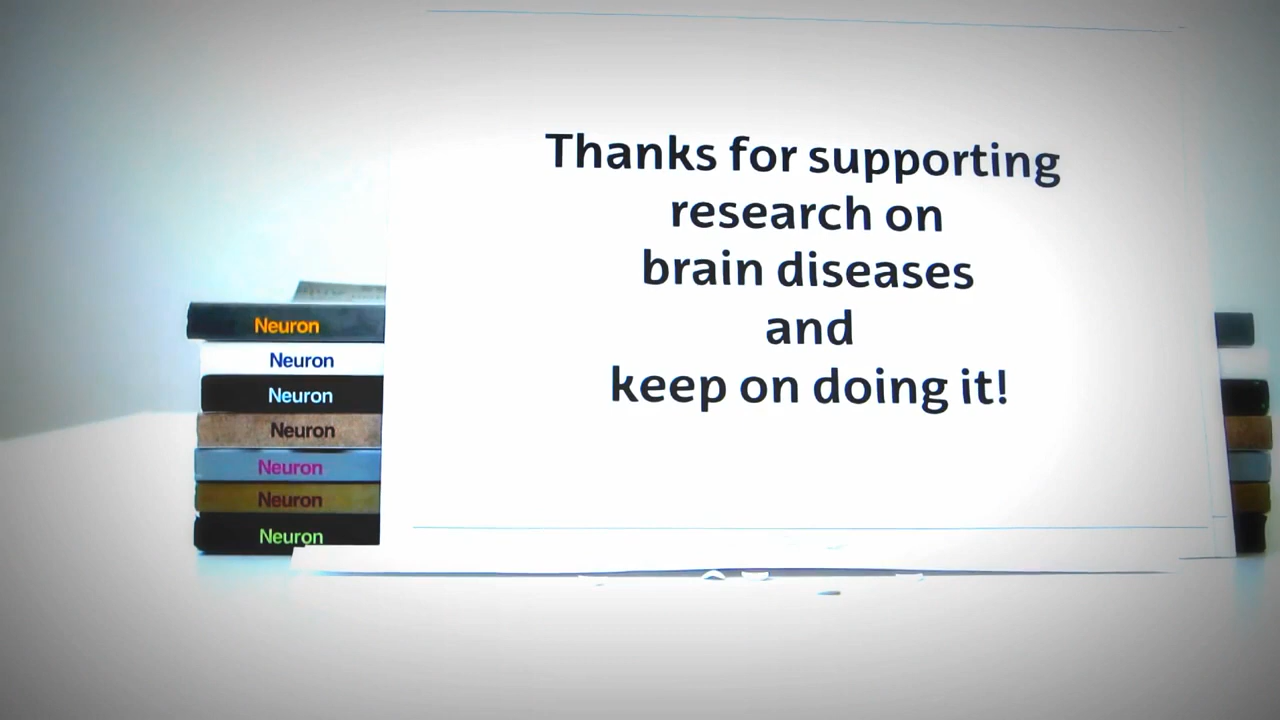 Thanks for supporting
research on
brain diseases
and
keep on doing it!
Neuron
Neuron
Neuron
Neuron
Neuron
Neuron
Neuron